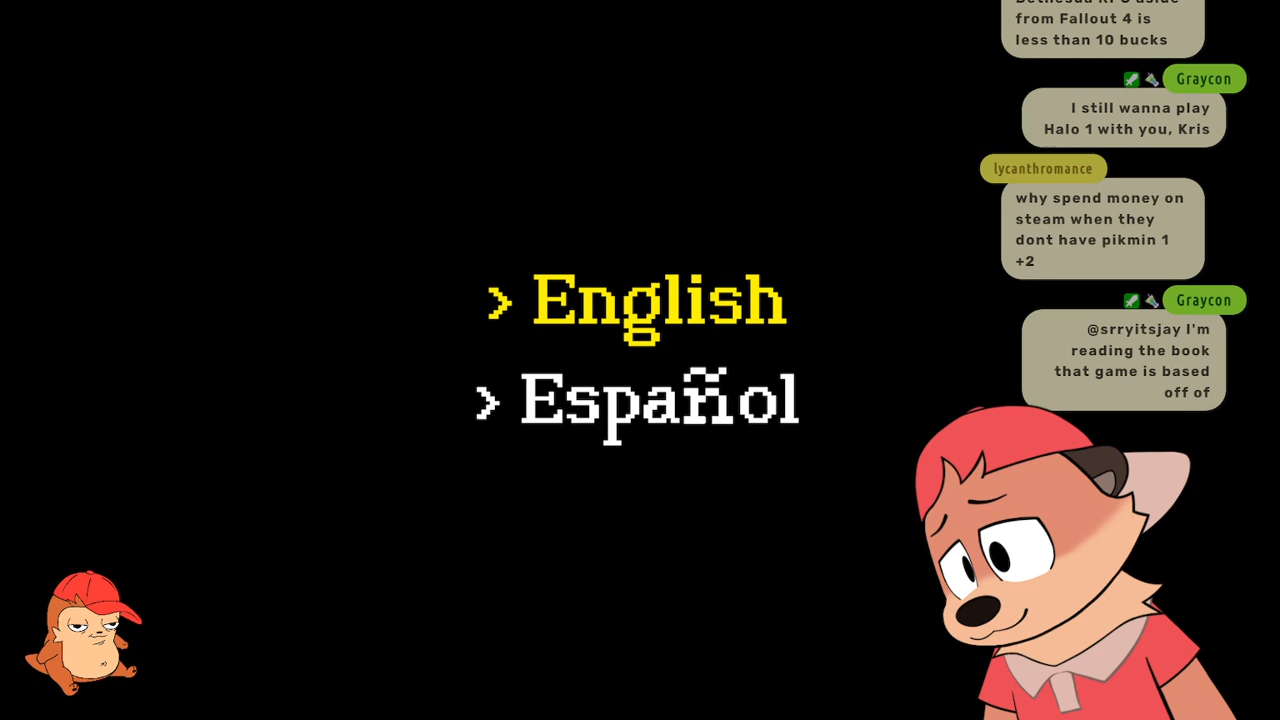 from Fallout 4 is
less than 10 bucks
Graycon
I still wanna play
Halo 1 with you, Kris
lycanthromance
why spend money on
steam when they
dont have pikmin 1
+2
Graycon
@srryitsjay I'm
reading the book
that game is based
off of
> English
> Español